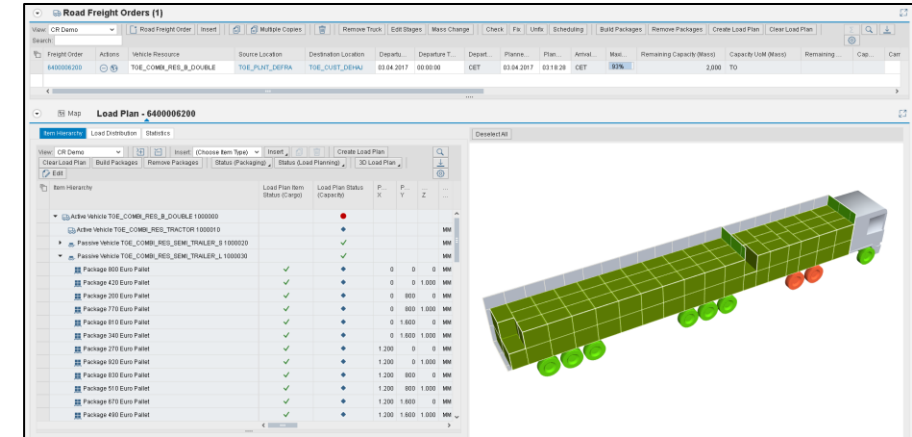 Road Freight Orders (1)
View: CR Demo Road Freight Order Insert Multiple Copies Remove Truck Edit Stages Mass Change Check Fix Unfix Scheduling Build Packages Remove Packages Create Load Plan Clear Load Plan
Search:
Freight Order Actions Vehicle Resource Source Location Destination Location Departu... Departure T... Depart... Planne... Plan... Arrival... Maxi... Remaining Capacity (Mass) Capacity UoM (Mass) Remaining ... Cap... Carr
6400006200 TGE_COMBI_RES_B_DOUBLE TGE_PLNT_DEFRA TGE_CUST_DEHAJ 03.04.2017 00:00:00 CET 03.04.2017 03:18:28 CET 93% 2,000 TO
Map Load Plan - 6400006200
Item Hierarchy Load Distribution Statistics Deselect All
View: CR Demo Insert: (Choose Item Type) Insert Create Load Plan
Clear Load Plan Build Packages Remove Packages Status (Packaging) Status (Load Planning) 3D Load Plan
Edit
Item Hierarchy Load Plan Item Status (Cargo) Load Plan Status (Capacity) P... X P... Y ... Z ...
Active Vehicle TGE_COMBI_RES_B_DOUBLE 1000000
Active Vehicle TGE_COMBI_RES_TRACTOR 1000010 MM
Passive Vehicle TGE_COMBI_RES_SEMI_TRAILER_S 1000020 MM
Passive Vehicle TGE_COMBI_RES_SEMI_TRAILER_L 1000030 MM
Package 800 Euro Pallet 0 0 0 MM
Package 420 Euro Pallet 0 0 1.000 MM
Package 200 Euro Pallet 0 800 0 MM
Package 770 Euro Pallet 0 800 1.000 MM
Package 810 Euro Pallet 0 1.600 0 MM
Package 340 Euro Pallet 0 1.600 1.000 MM
Package 270 Euro Pallet 1.200 0 0 MM
Package 920 Euro Pallet 1.200 0 1.000 MM
Package 830 Euro Pallet 1.200 800 0 MM
Package 510 Euro Pallet 1.200 800 1.000 MM
Package 670 Euro Pallet 1.200 1.600 0 MM
Package 490 Euro Pallet 1.200 1.600 1.000 MM